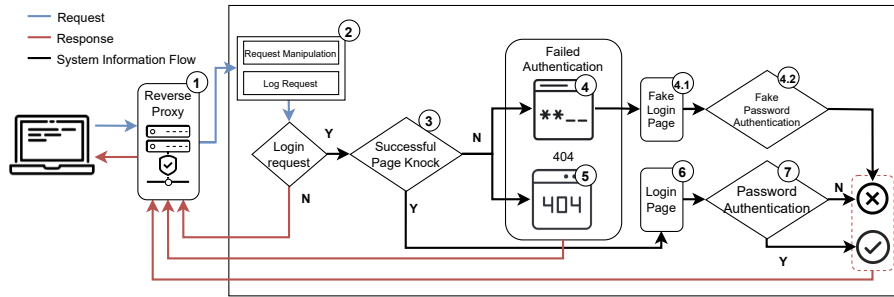 Request
Response
System Information Flow
1
Reverse
Proxy
2
Request Manipulation
Log Request
Login
request
Y
N
3
Successful
Page Knock
N
Y
Failed
Authentication
4
**__
404
5
404
4.1
Fake
Login
Page
4.2
Fake
Password
Authentication
6
Login
Page
7
Password
Authentication
N
Y